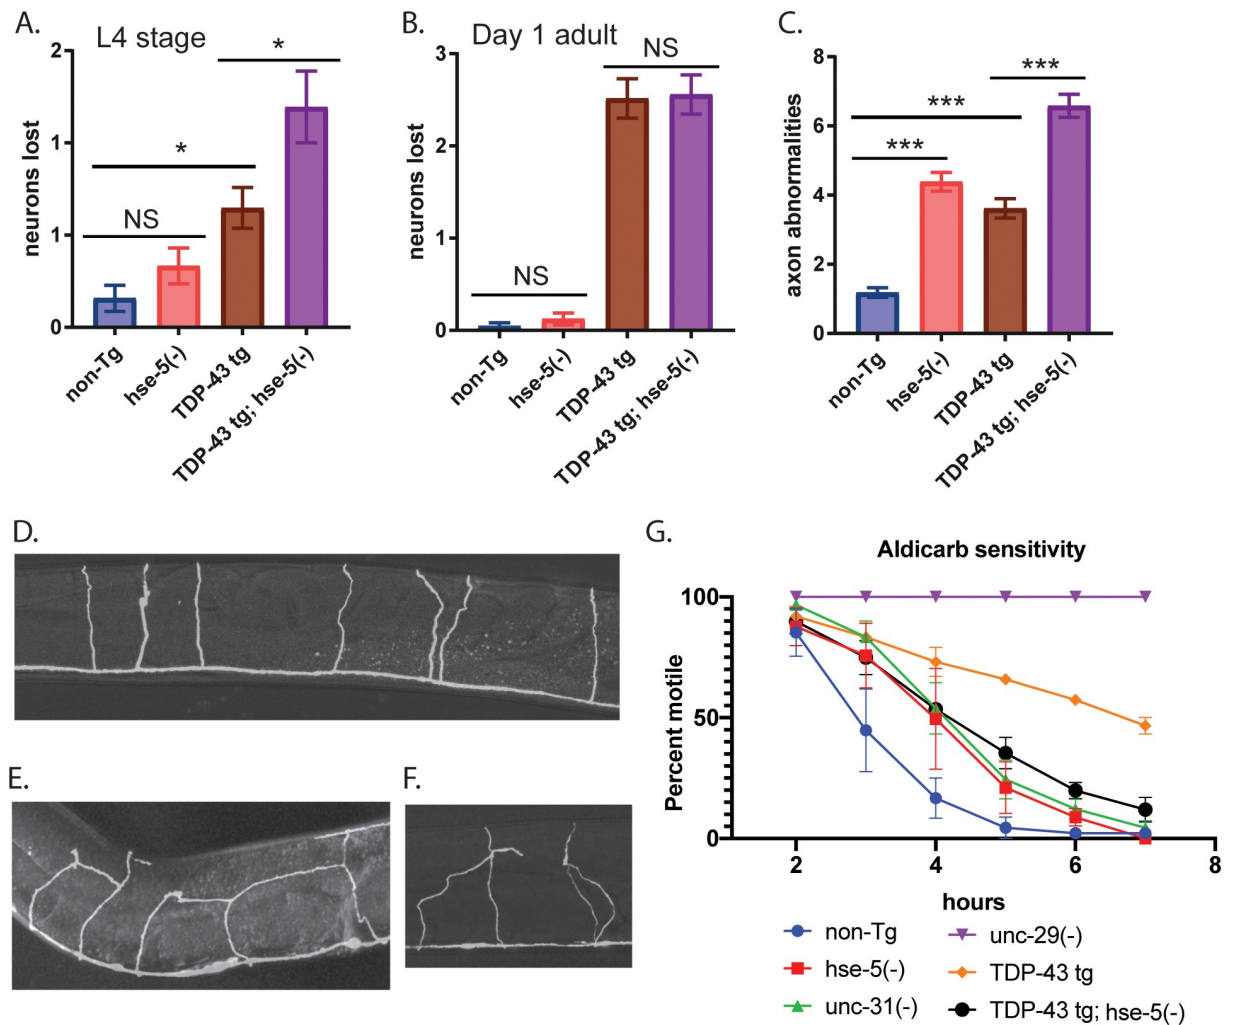 A.
L4 stage
neurons lost
2
1
1
0
NS
*
*
non-Tg
hse-5(-)
TDP-43 tg
TDP-43 tg; hse-5(-)
B.
Day 1 adult
neurons lost
3
2
1
0
NS
NS
non-Tg
hse-5(-)
TDP-43 tg
TDP-43 tg; hse-5(-)
C.
axon abnormalities
8
6
4
2
0
***
***
***
non-Tg
hse-5(-)
TDP-43 tg
TDP-43 tg; hse-5(-)
D.
E.
F.
G.
Aldicarb sensitivity
Percent motile
100
50
0
2
4
6
8
hours
non-Tg
hse-5(-)
unc-31(-)
unc-29(-)
TDP-43 tg
TDP-43 tg; hse-5(-)